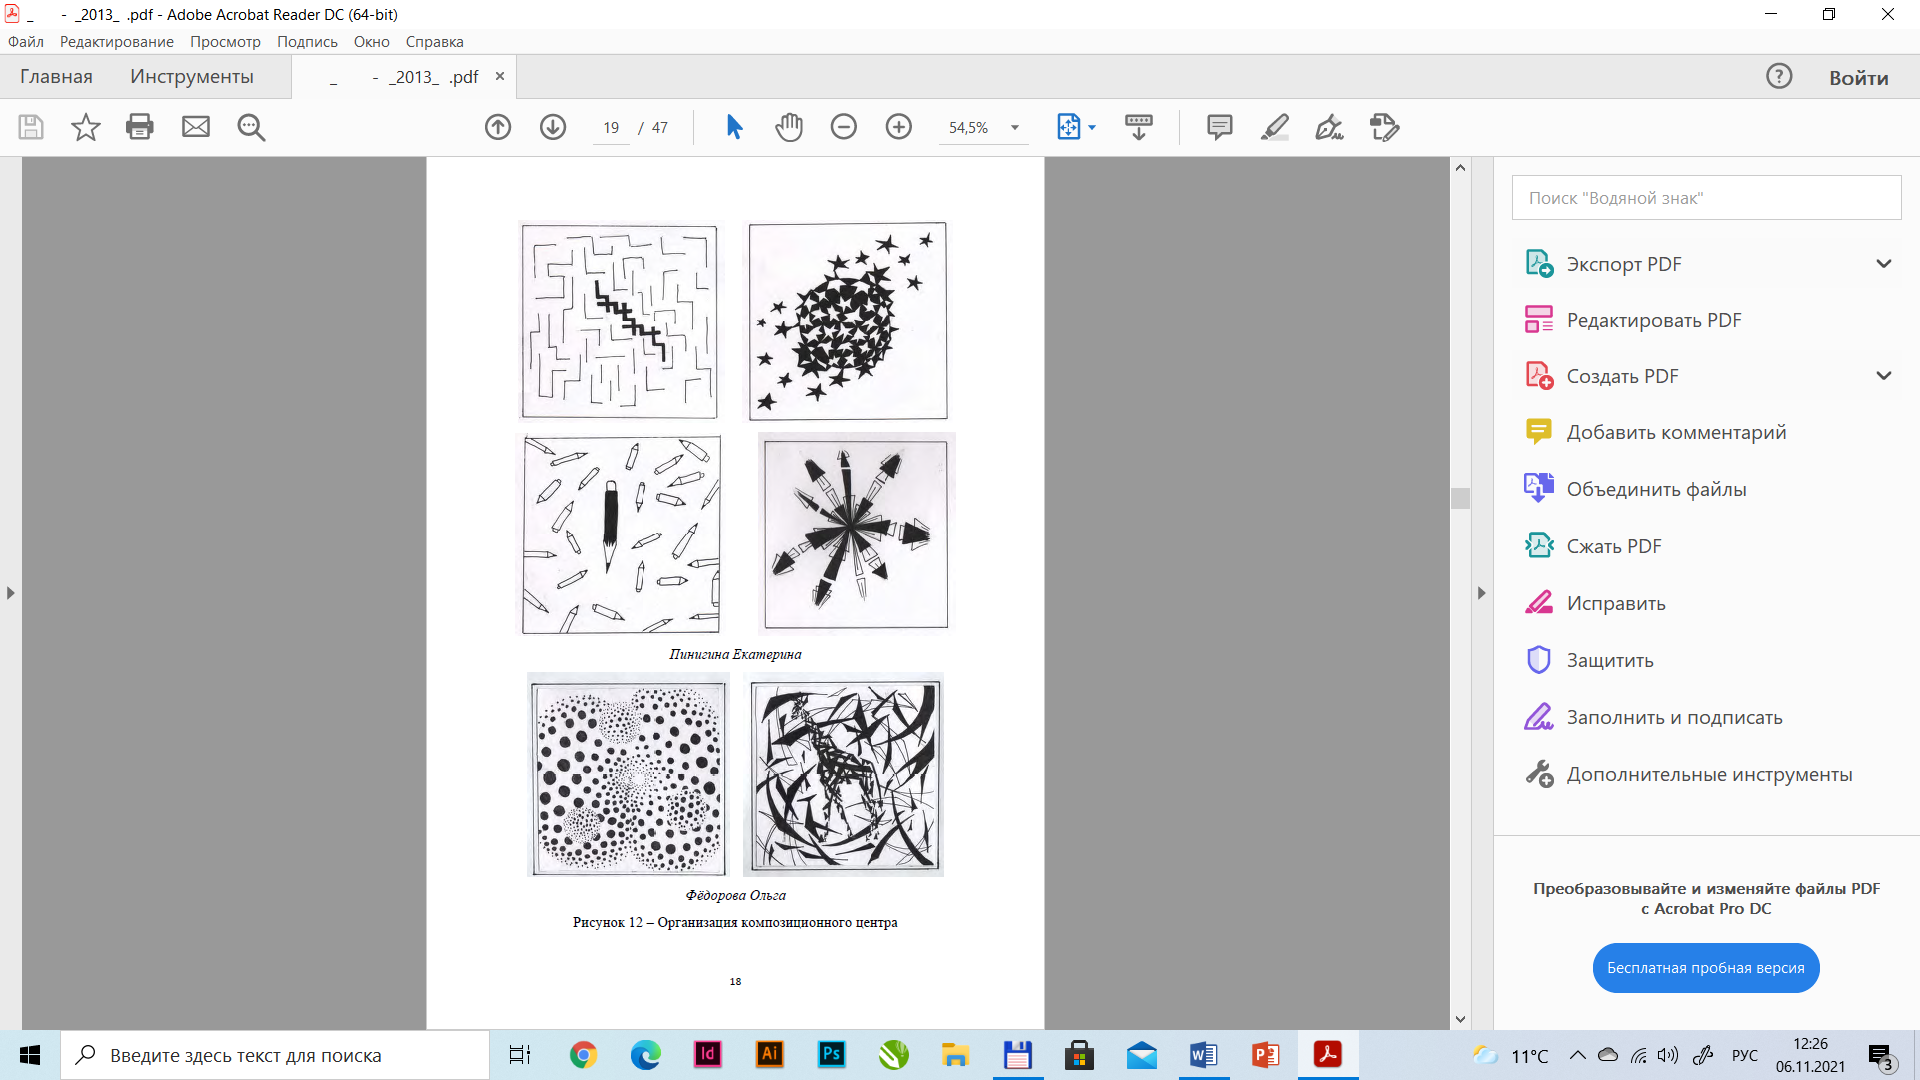 _ - _2013_ .pdf - Adobe Acrobat Reader DC (64-bit)
Файл Редактирование Просмотр Подпись Окно Справка
Главная Инструменты _ - _2013_ .pdf × ? Войти
19 / 47 54,5%
Поиск "Водяной знак"
Экспорт PDF
Редактировать PDF
Создать PDF
Добавить комментарий
Объединить файлы
Сжать PDF
Исправить
Защитить
Заполнить и подписать
Дополнительные инструменты
Преобразовывайте и изменяйте файлы PDF
с Acrobat Pro DC
Бесплатная пробная версия
Пинигина Екатерина
Фёдорова Ольга
Рисунок 12 – Организация композиционного центра
18
Введите здесь текст для поиска
Id Ai Ps
11°C РУС
12:26
06.11.2021
3